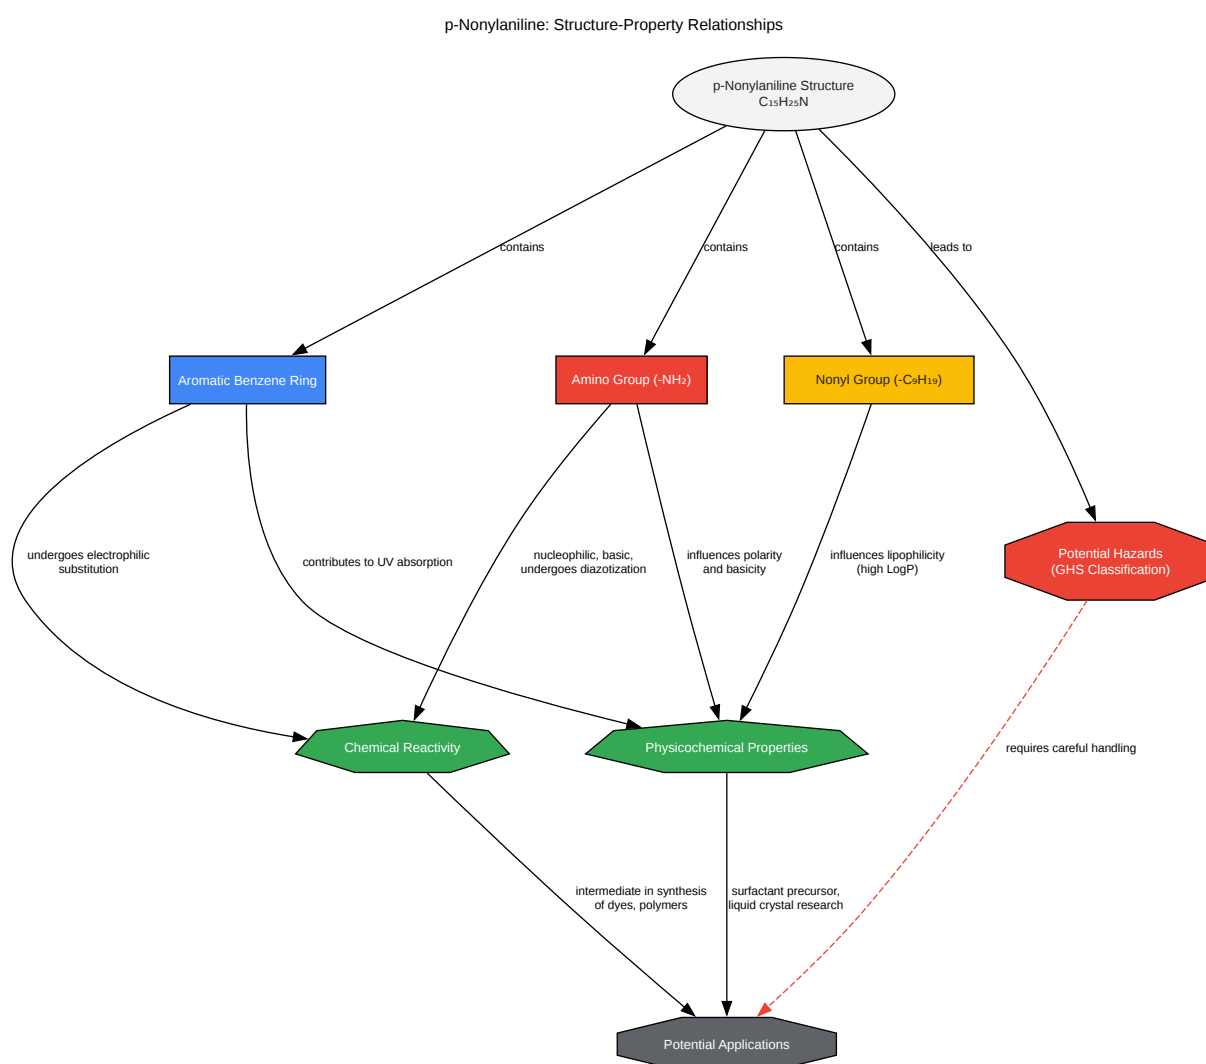 p-Nonylaniline: Structure-Property Relationships
p-Nonylaniline Structure
C₁₅H₂₅N
contains
contains
contains
leads to
Aromatic Benzene Ring
Amino Group (-NH₂)
Nonyl Group (-C₉H₁₉)
undergoes electrophilic
substitution
contributes to UV absorption
nucleophilic, basic,
undergoes diazotization
influences polarity
and basicity
influences lipophilicity
(high LogP)
Potential Hazards
(GHS Classification)
Chemical Reactivity
Physicochemical Properties
requires careful handling
intermediate in synthesis
of dyes, polymers
surfactant precursor,
liquid crystal research
Potential Applications